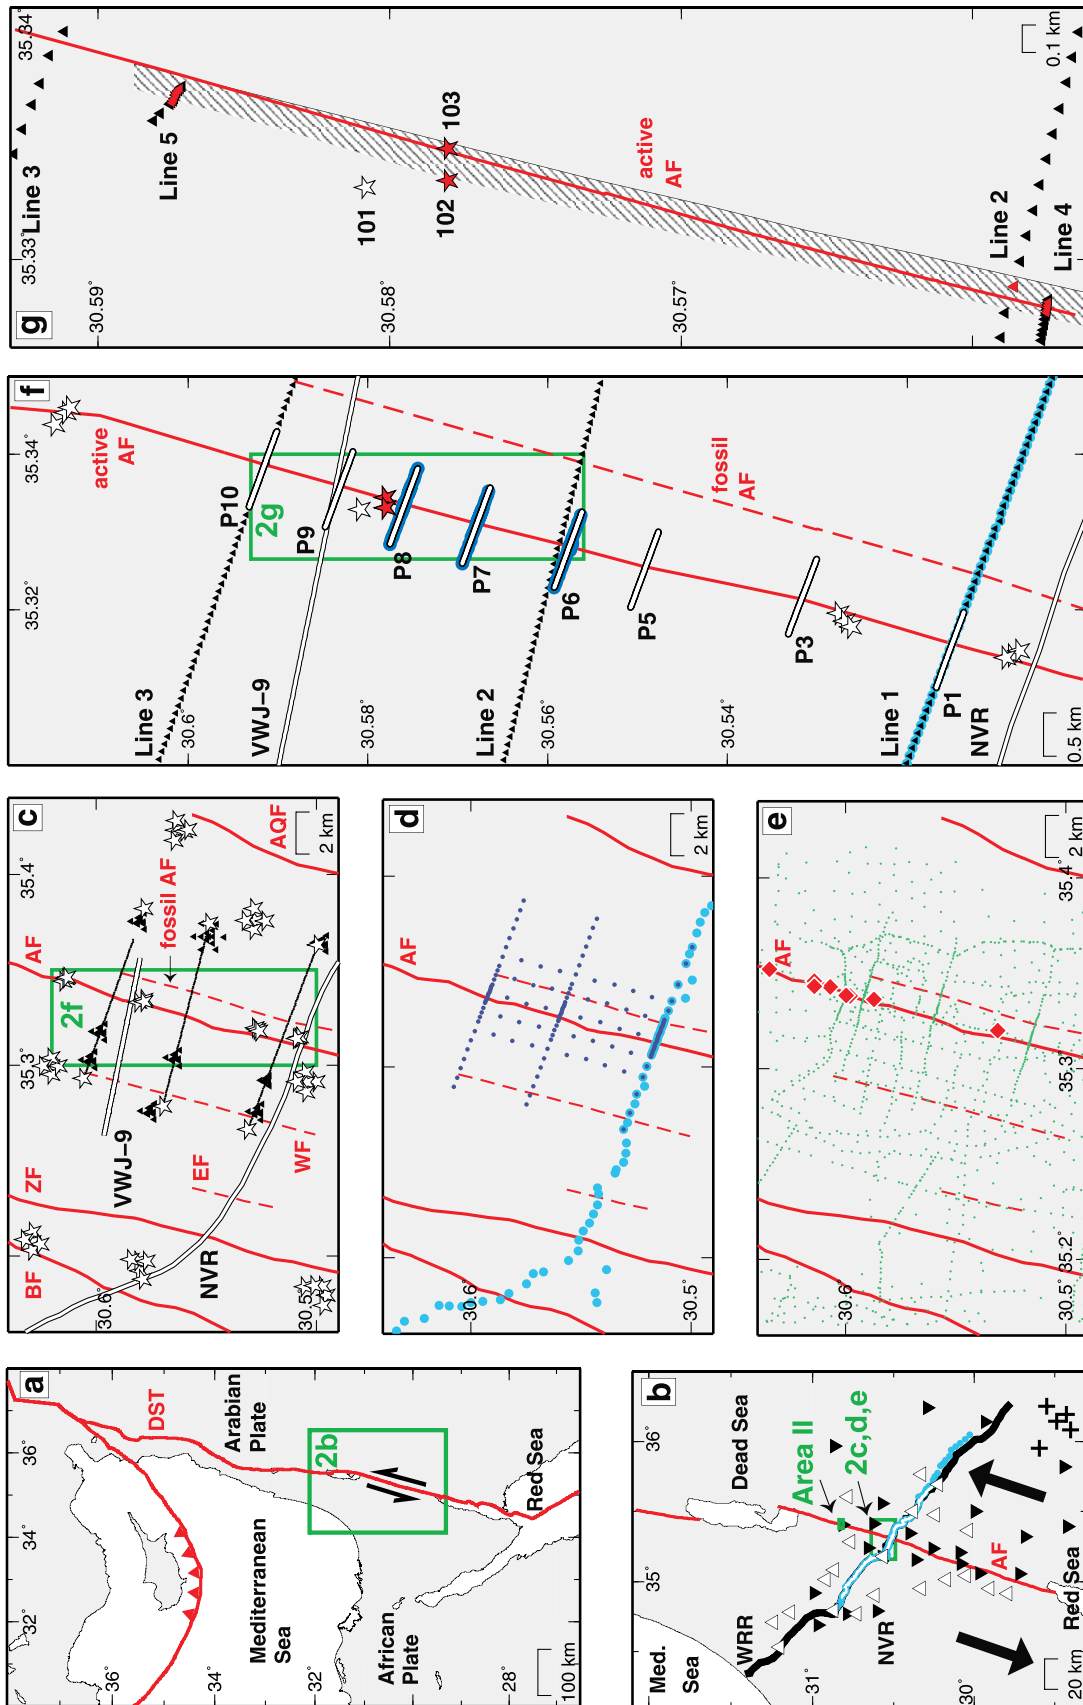 a
32˚
34˚
36˚
36˚
34˚
32˚
28˚
DST
Arabian
Plate
Mediterranean
Sea
African
Plate
2b
Red Sea
100 km
b
35˚
36˚
31˚
30˚
Med.
Sea
WRR
NVR
Dead Sea
Area II
2c,d,e
AF
Red Sea
20 km
c
BF
ZF
AF
35.3˚
35.4˚
30.6˚
30.5˚
2f
fossil AF
VWJ−9
EF
NVR
WF
AQF
2 km
d
AF
30.6˚
30.5˚
2 km
e
AF
30.6˚
30.5˚
35.2˚
35.3˚
35.4˚
2 km
f
35.32˚
35.34˚
active
AF
Line 3
30.6˚
P10
2g
VWJ−9
P9
30.58˚
P8
P7
Line 2
P6
30.56˚
P5
fossil
AF
30.54˚
P3
Line 1
P1
NVR
0.5 km
g
35.33˚
35.34˚
Line 3
30.59˚
Line 5
101
102
103
30.58˚
active
AF
30.57˚
Line 2
Line 4
0.1 km